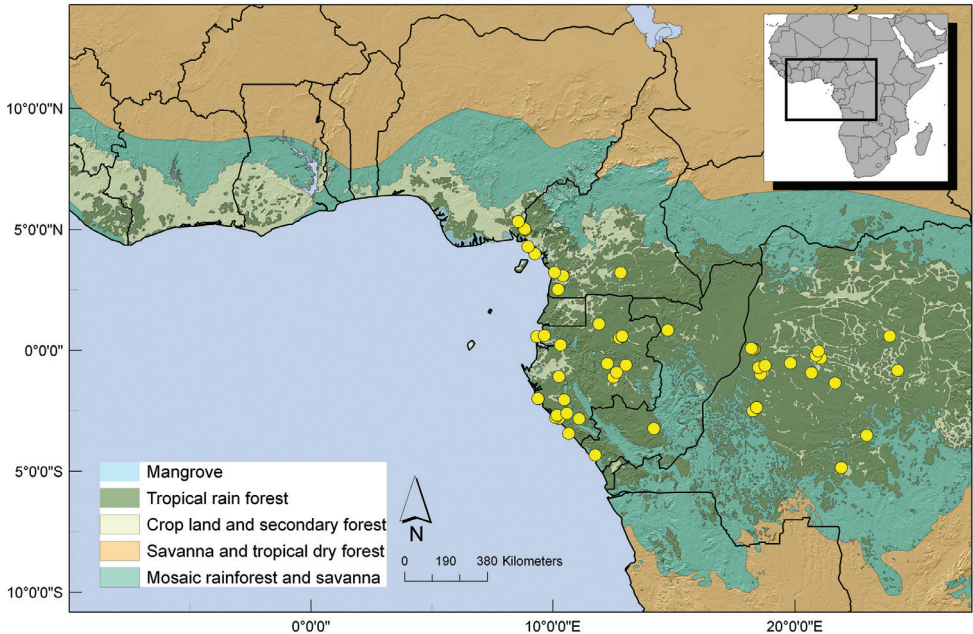 10°0'0"N
5°0'0"N
0°0'0"
5°0'0"S
10°0'0"S
Mangrove
Tropical rain forest
Crop land and secondary forest
Savanna and tropical dry forest
Mosaic rainforest and savanna
N
0 190 380 Kilometers
0°0'0" 10°0'0"E 20°0'0"E